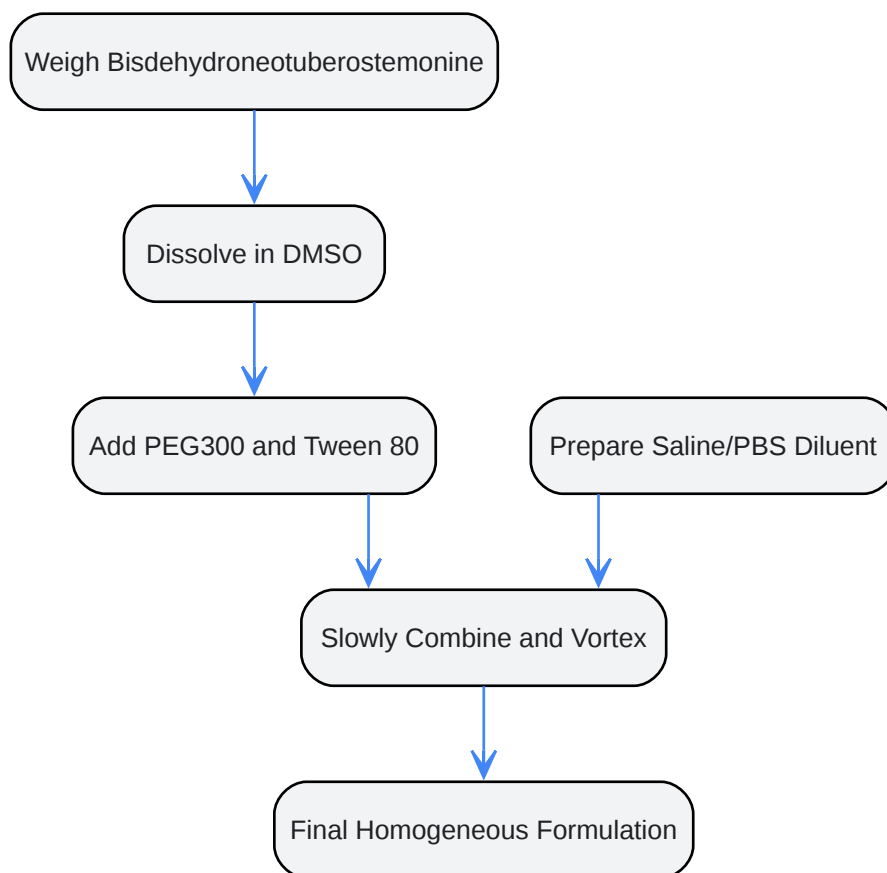 Weigh Bisdehydroneotuberostemonine
Dissolve in DMSO
Add PEG300 and Tween 80
Prepare Saline/PBS Diluent
Slowly Combine and Vortex
Final Homogeneous Formulation